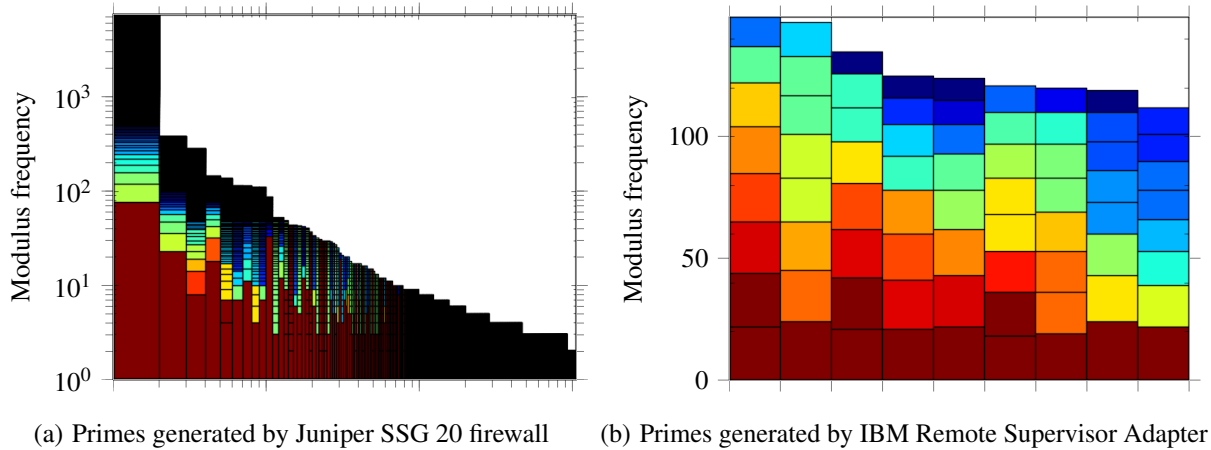 Modulus frequency
10^3
10^2
10^1
10^0
(a) Primes generated by Juniper SSG 20 firewall
Modulus frequency
100
50
0
(b) Primes generated by IBM Remote Supervisor Adapter